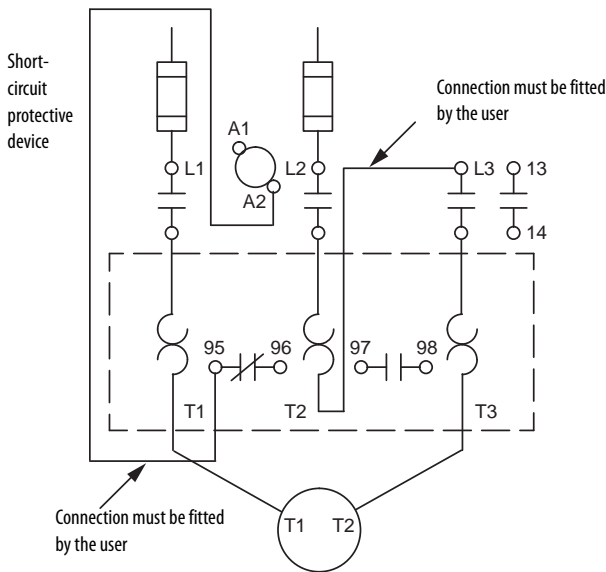 Short-
circuit
protective
device
Connection must be fitted
by the user
A1
L1
L2
L3
13
A2
14
95
96
97
98
T1
T2
T3
Connection must be fitted
by the user
T1
T2